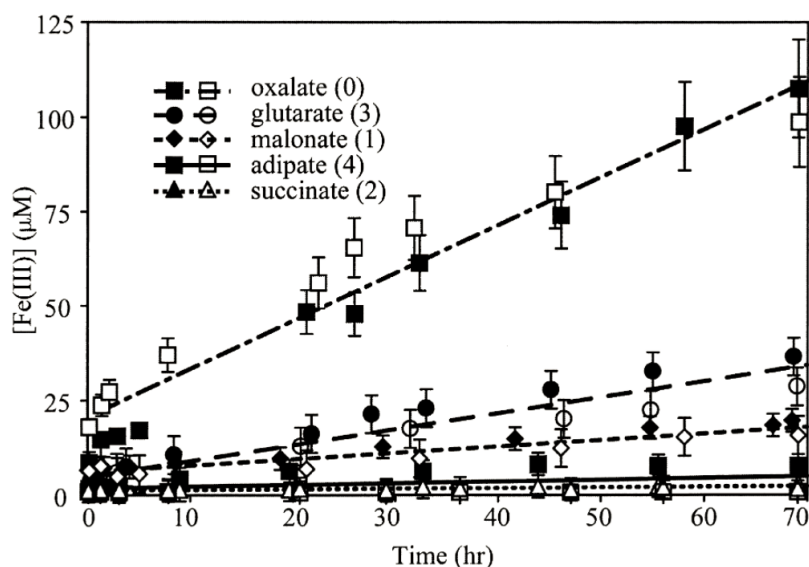 125
100
75
50
25
0
[Fe(III)] (μM)
oxalate (0)
glutarate (3)
malonate (1)
adipate (4)
succinate (2)
0 10 20 30 40 50 60 70
Time (hr)